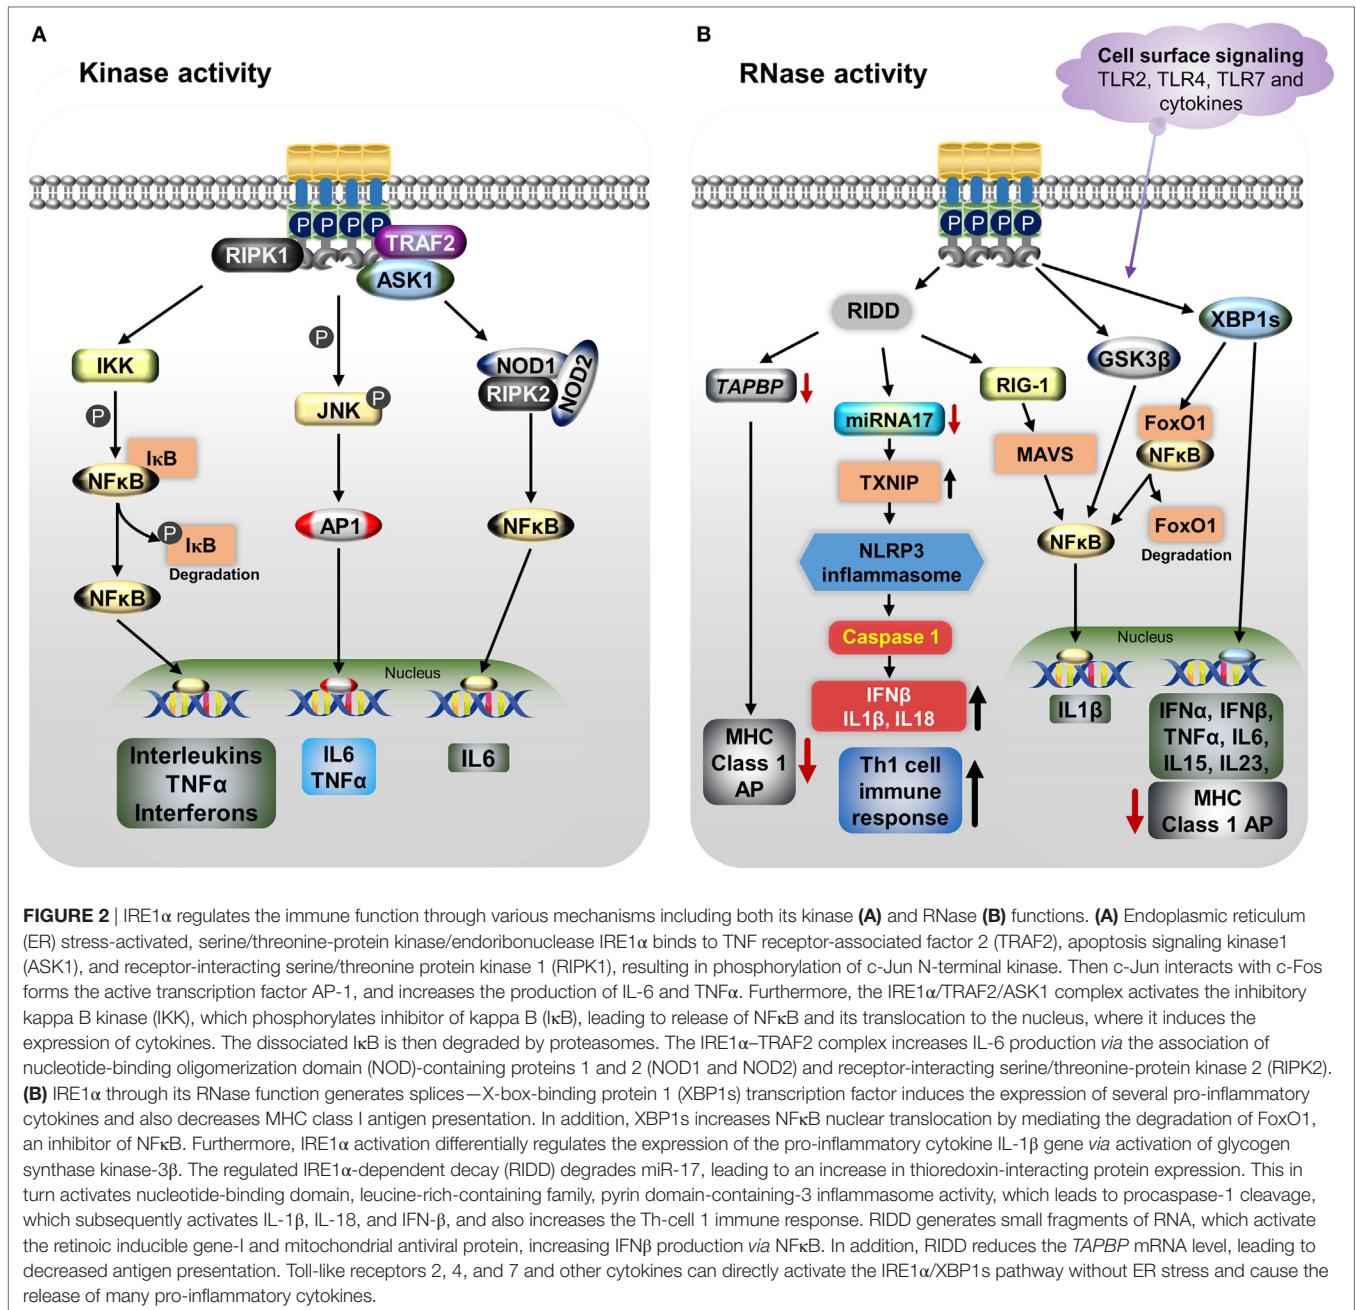 A
Kinase activity
P
P
P
P
RIPK1
TRAF2
ASK1
P
IKK
P
IκB
NFκB
P
IκB
Degradation
NFκB
JNK
P
AP1
NOD1
NOD2
RIPK2
NFκB
Nucleus
Interleukins
TNFα
Interferons
IL6
TNFα
IL6
B
RNase activity
Cell surface signaling
TLR2, TLR4, TLR7 and
cytokines
P
P
P
P
RIDD
XBP1s
GSK3β
TAPBP
miRNA17
RIG-1
FoxO1
NFκB
MAVS
TXNIP
FoxO1
Degradation
NFκB
NLRP3
inflammasome
Caspase 1
Nucleus
IFNβ
IL1β, IL18
IL1β
IFNα, IFNβ,
TNFα, IL6,
IL15, IL23,
MHC
Class 1
AP
Th1 cell
immune
response
MHC
Class 1 AP
FIGURE 2 | IRE1α regulates the immune function through various mechanisms including both its kinase (A) and RNase (B) functions. (A) Endoplasmic reticulum
(ER) stress-activated, serine/threonine-protein kinase/endoribonuclease IRE1α binds to TNF receptor-associated factor 2 (TRAF2), apoptosis signaling kinase1
(ASK1), and receptor-interacting serine/threonine protein kinase 1 (RIPK1), resulting in phosphorylation of c-Jun N-terminal kinase. Then c-Jun interacts with c-Fos
forms the active transcription factor AP-1, and increases the production of IL-6 and TNFα. Furthermore, the IRE1α/TRAF2/ASK1 complex activates the inhibitory
kappa B kinase (IKK), which phosphorylates inhibitor of kappa B (IκB), leading to release of NFκB and its translocation to the nucleus, where it induces the
expression of cytokines. The dissociated IκB is then degraded by proteasomes. The IRE1α–TRAF2 complex increases IL-6 production via the association of
nucleotide-binding oligomerization domain (NOD)-containing proteins 1 and 2 (NOD1 and NOD2) and receptor-interacting serine/threonine-protein kinase 2 (RIPK2).
(B) IRE1α through its RNase function generates splices—X-box-binding protein 1 (XBP1s) transcription factor induces the expression of several pro-inflammatory
cytokines and also decreases MHC class I antigen presentation. In addition, XBP1s increases NFκB nuclear translocation by mediating the degradation of FoxO1,
an inhibitor of NFκB. Furthermore, IRE1α activation differentially regulates the expression of the pro-inflammatory cytokine IL-1β gene via activation of glycogen
synthase kinase-3β. The regulated IRE1α-dependent decay (RIDD) degrades miR-17, leading to an increase in thioredoxin-interacting protein expression. This in
turn activates nucleotide-binding domain, leucine-rich-containing family, pyrin domain-containing-3 inflammasome activity, which leads to procaspase-1 cleavage,
which subsequently activates IL-1β, IL-18, and IFN-β, and also increases the Th-cell 1 immune response. RIDD generates small fragments of RNA, which activate
the retinoic inducible gene-I and mitochondrial antiviral protein, increasing IFNβ production via NFκB. In addition, RIDD reduces the TAPBP mRNA level, leading to
decreased antigen presentation. Toll-like receptors 2, 4, and 7 and other cytokines can directly activate the IRE1α/XBP1s pathway without ER stress and cause the
release of many pro-inflammatory cytokines.